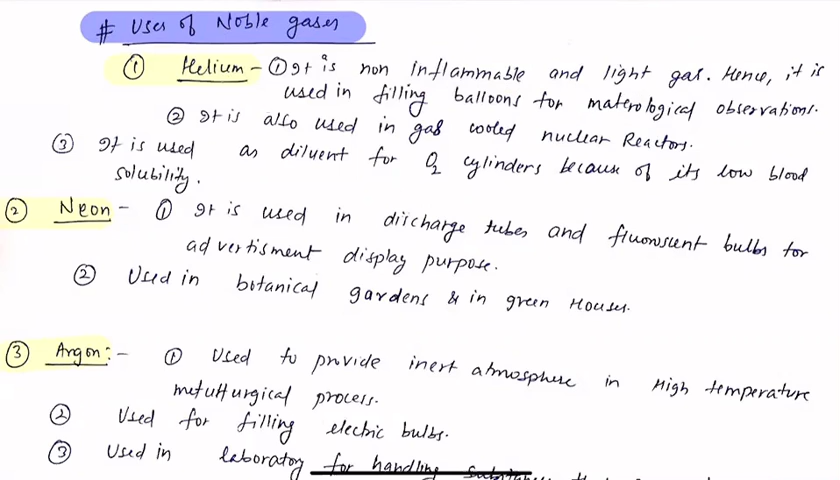 # Uses of Noble gases
① Helium - ① It is non inflammable and light gas. Hence, it is
used in filling balloons for materological observations.
② It is also used in gas cooled nuclear Reactors.
③ It is used as diluent for O2 cylinders because of its low blood
solubility.
② Neon - ① It is used in discharge tubes and fluorscent bulbs for
advertisment display purpose.
② Used in botanical gardens & in green Houses.
③ Argon:- ① Used to provide inert atmosphere in High temperature
metullurgical process.
② Used for filling electric bulbs.
③ Used in laboratory for handling